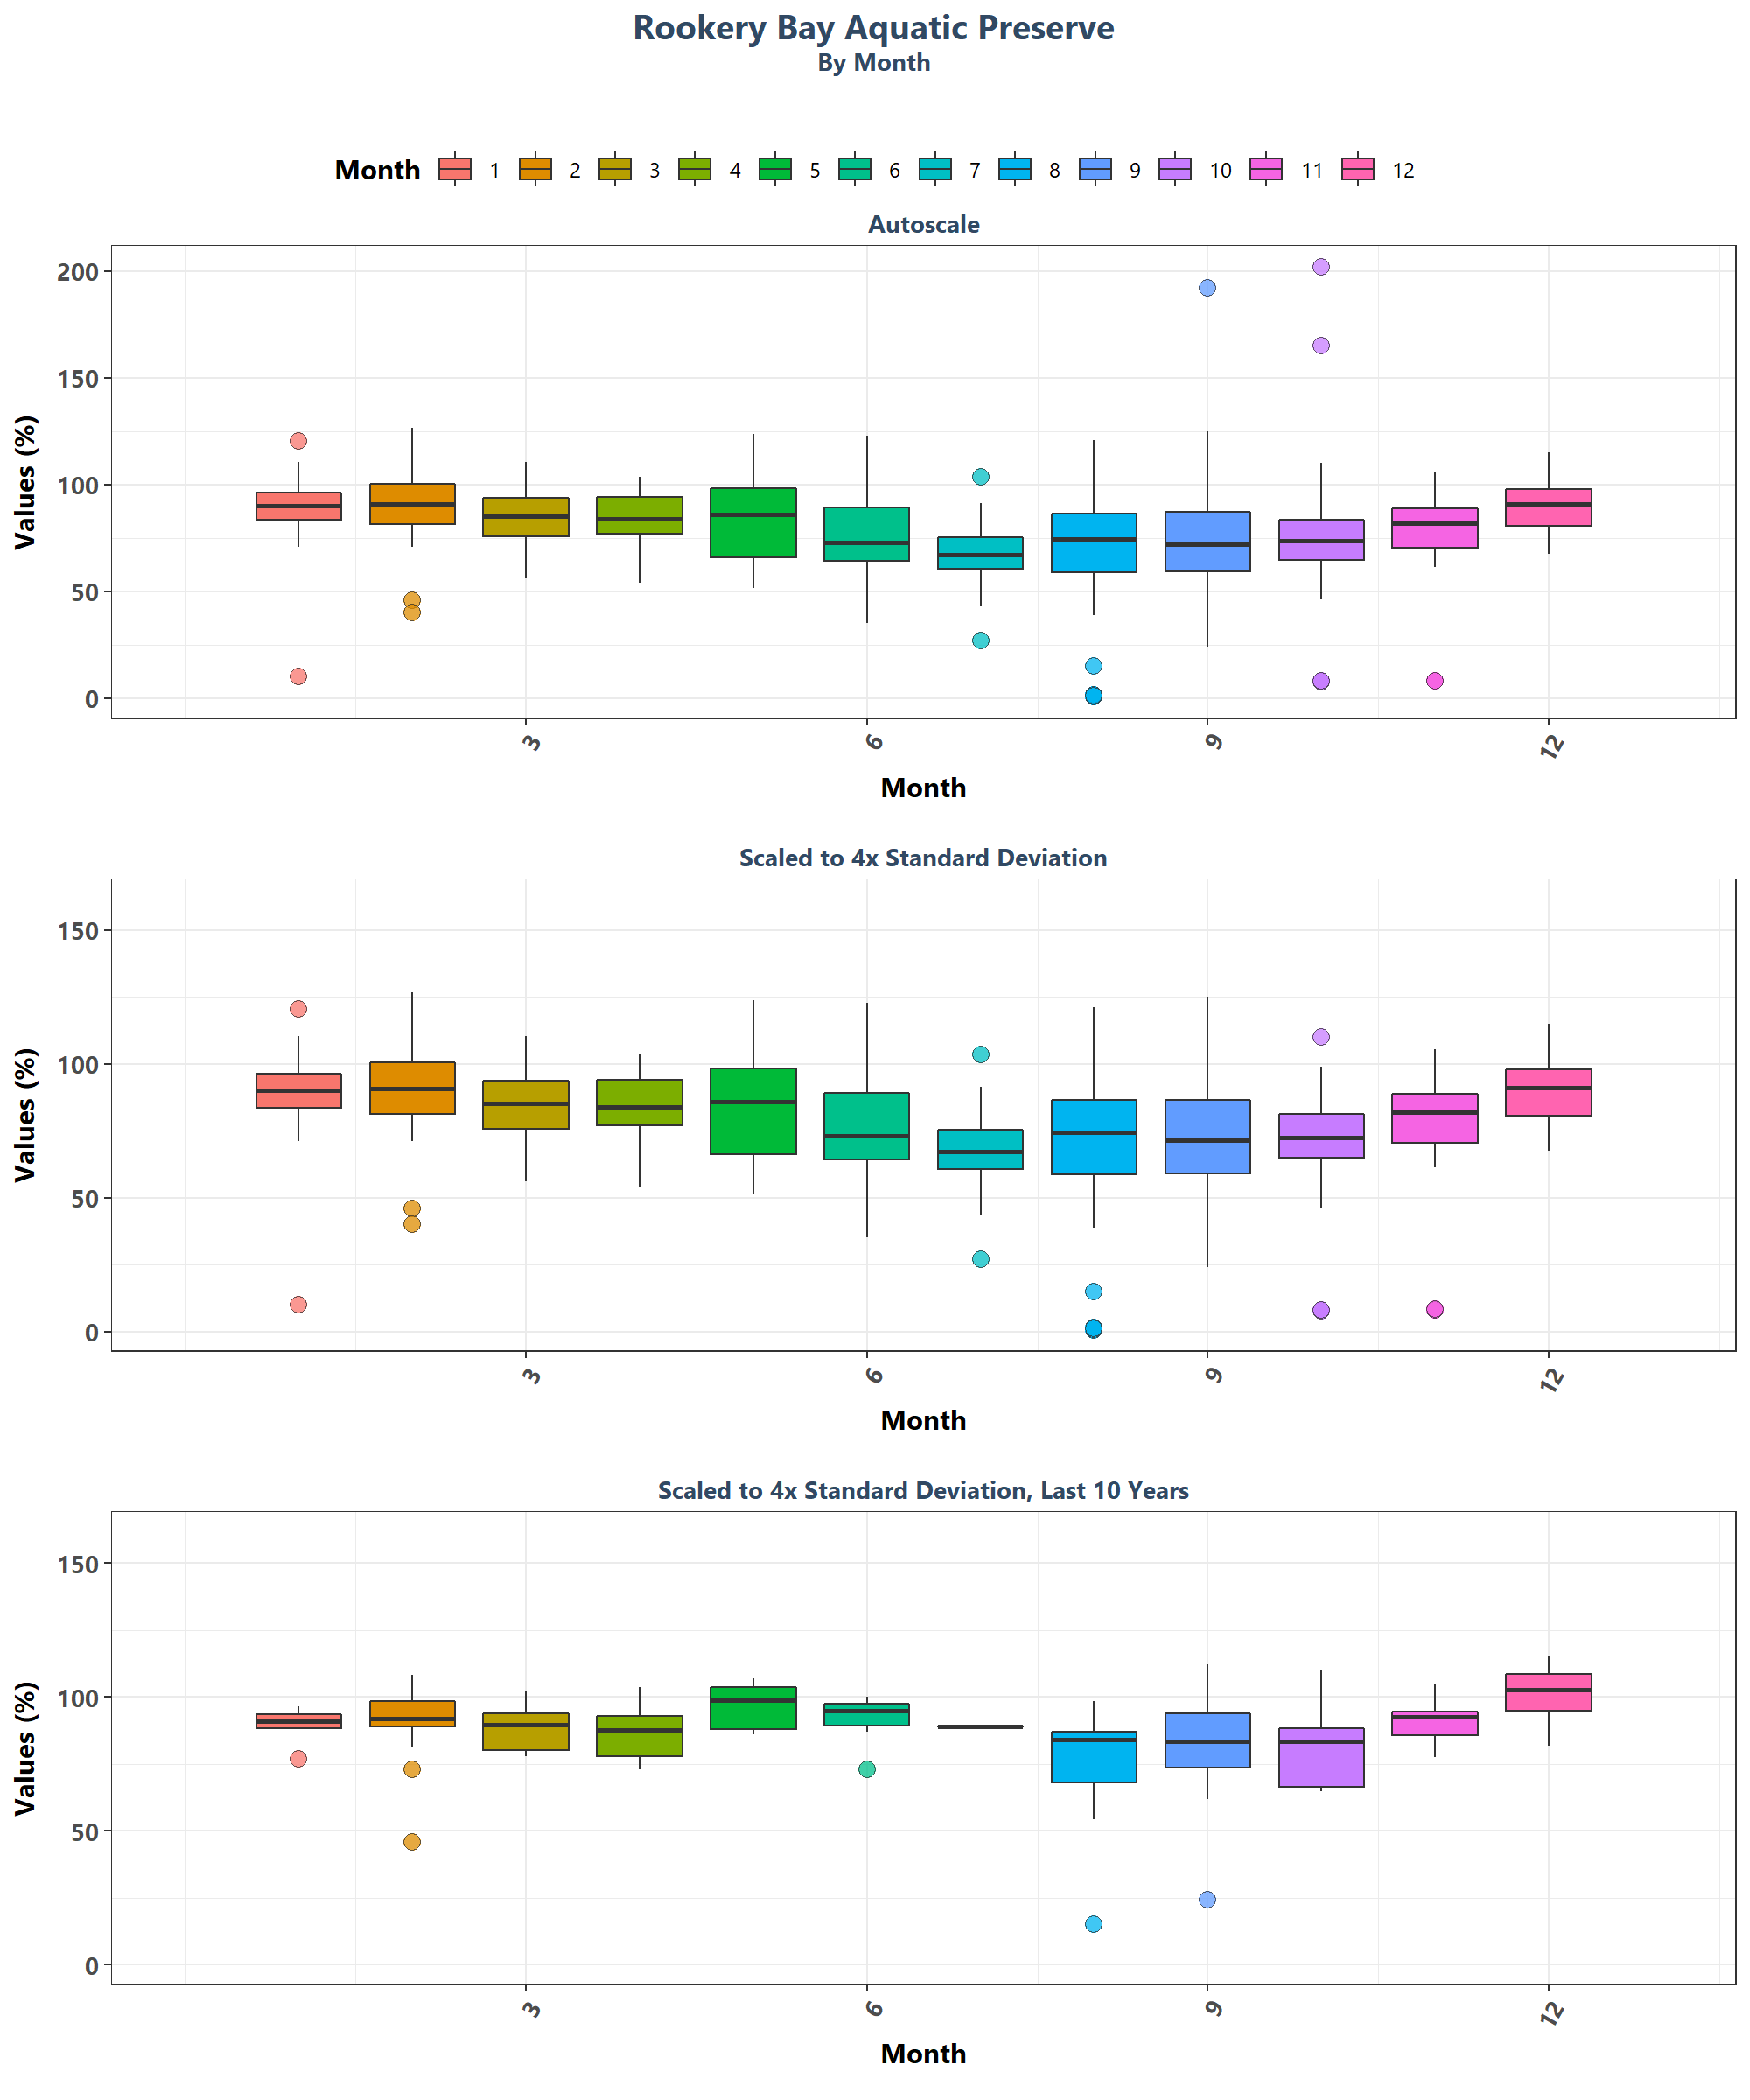 Rookery Bay Aquatic Preserve
By Month
Month 1 2 3 4 5 6 7 8 9 10 11 12
Autoscale
200
150
100
50
0
Values (%)
3 6 9 12
Month
Scaled to 4x Standard Deviation
150
100
50
0
Values (%)
3 6 9 12
Month
Scaled to 4x Standard Deviation, Last 10 Years
150
100
50
0
Values (%)
3 6 9 12
Month